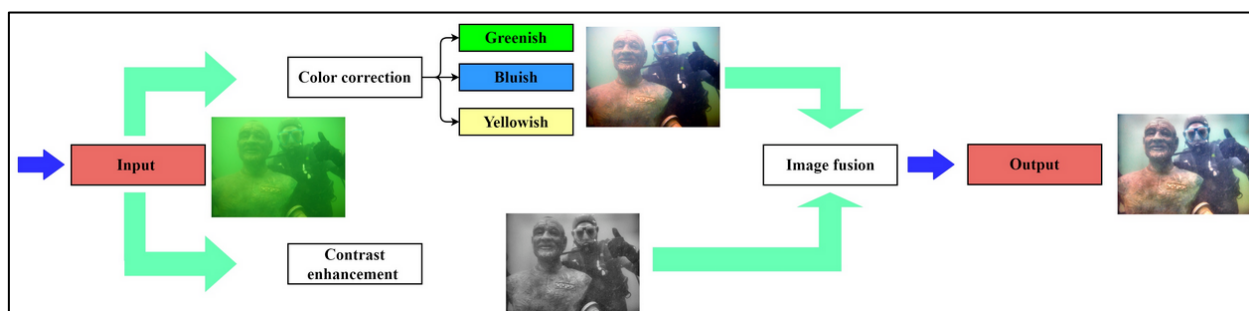 Greenish
Color correction
Bluish
Yellowish
Input
Image fusion
Output
Contrast
enhancement